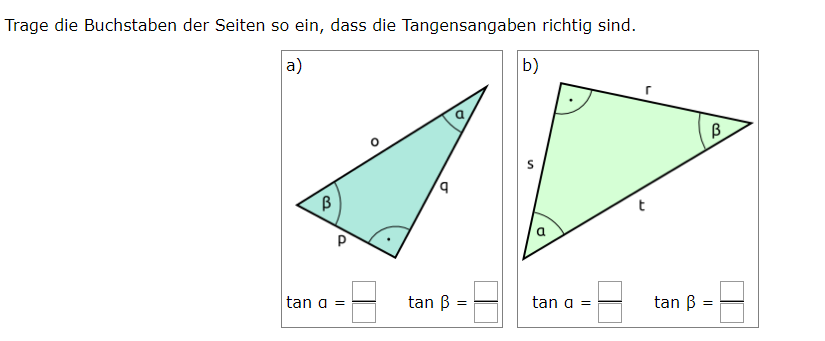 Trage die Buchstaben der Seiten so ein, dass die Tangensangaben richtig sind.
a)
α
o
β
q
p
tan α =
tan β =
b)
r
β
s
t
α
tan α =
tan β =